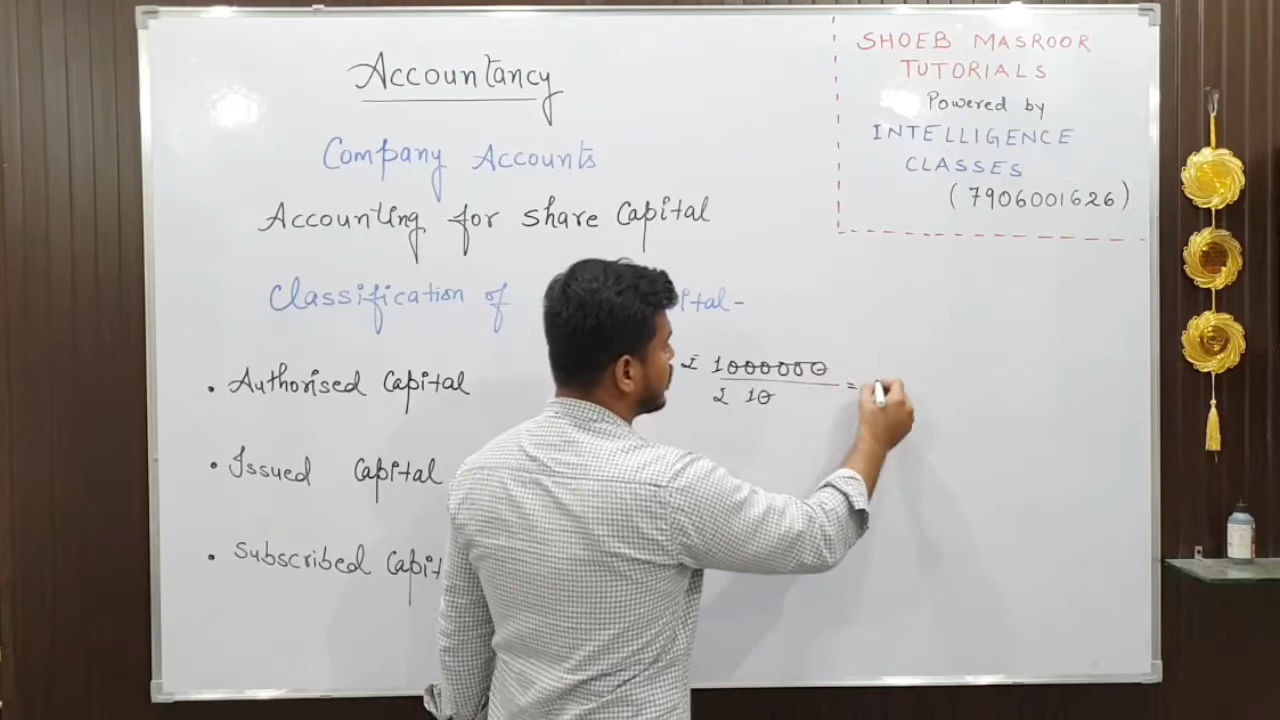 Accountancy
Company Accounts
Accounting for share Capital
Classification of pital-
• Authorised Capital
• Issued Capital
• Subscribed Capit
1000000
10
=
SHOEB MASROOR
TUTORIALS
Powered by
INTELLIGENCE
CLASSES
(7906001626)